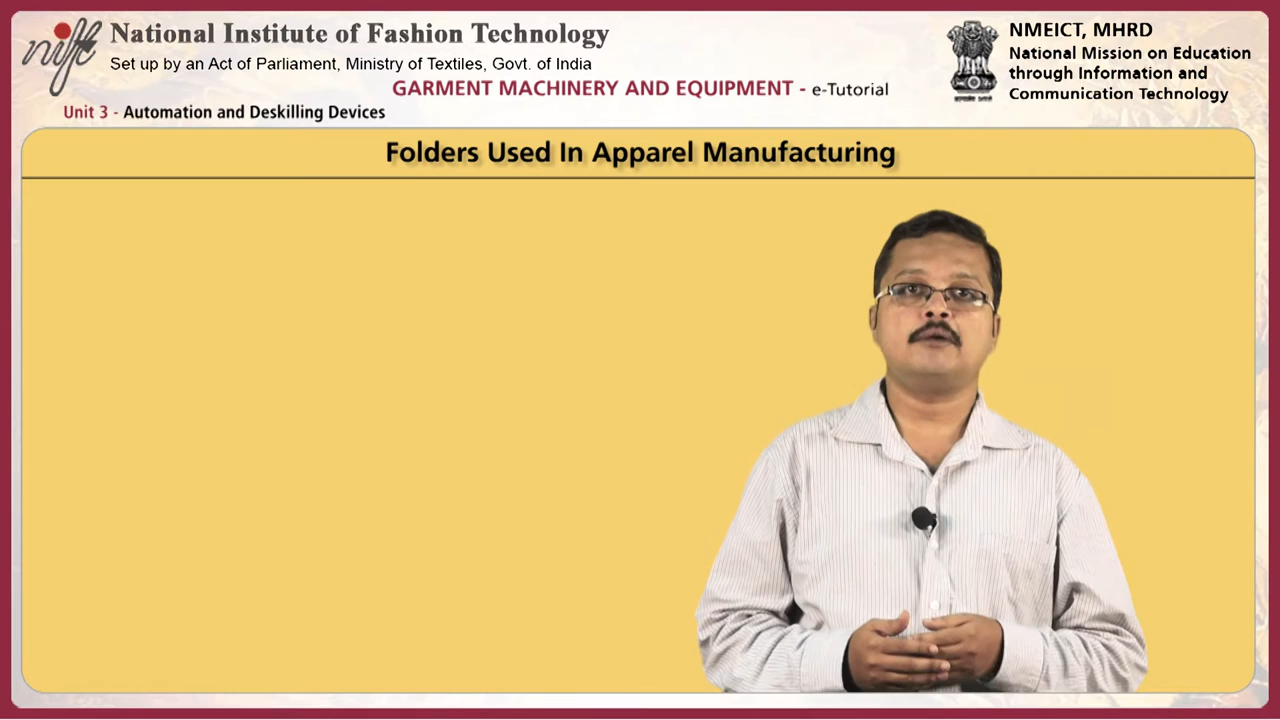 nift
National Institute of Fashion Technology
Set up by an Act of Parliament, Ministry of Textiles, Govt. of India
GARMENT MACHINERY AND EQUIPMENT - e-Tutorial
Unit 3 - Automation and Deskilling Devices
NMEICT, MHRD
National Mission on Education
through Information and
Communication Technology
Folders Used In Apparel Manufacturing